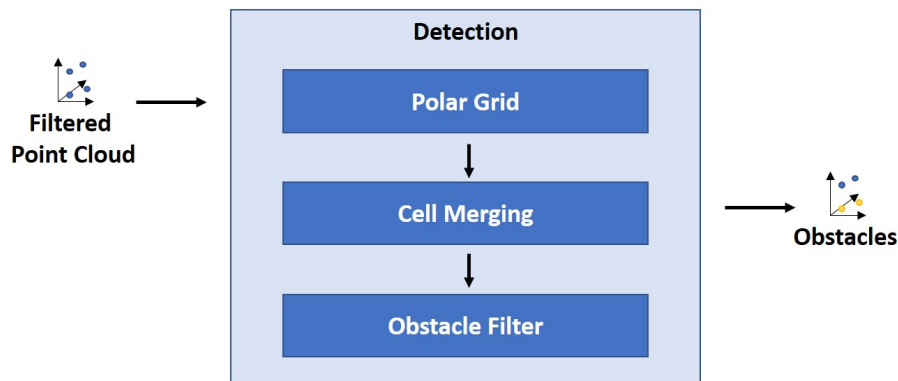 Detection
Polar Grid
Filtered
Point Cloud
Cell Merging
Obstacles
Obstacle Filter